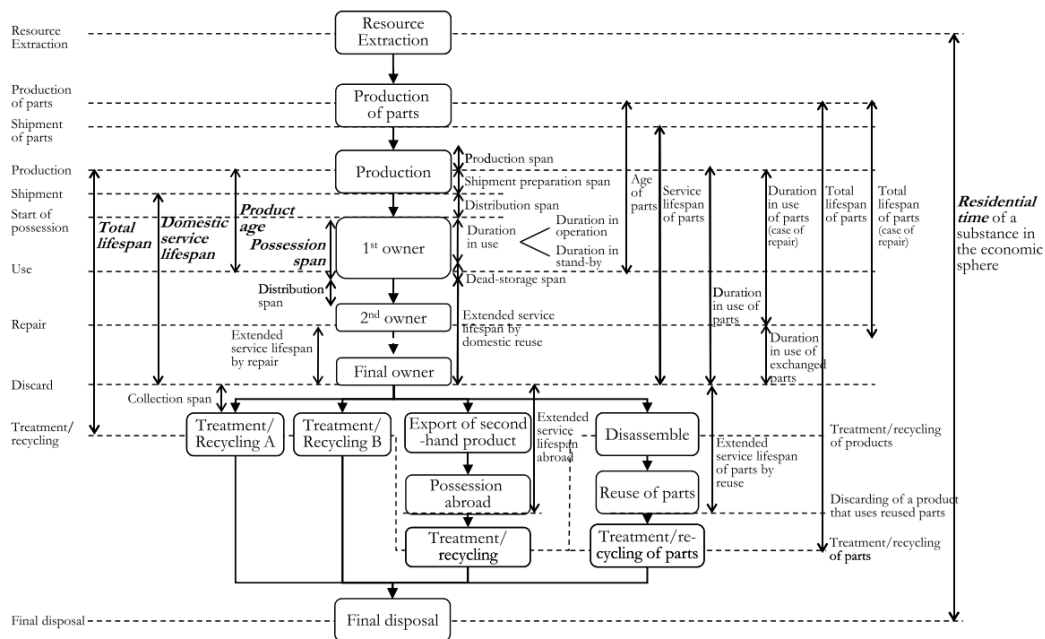 Resource
Extraction
Production
of parts
Shipment
of parts
Production
Shipment
Start of
possession
Use
Repair
Discard
Treatment/
recycling
Final disposal
Total lifespan
Domestic
service lifespan
Product
age
Possession
span
Distribution
span
Extended
service lifespan
by repair
Collection span
Resource
Extraction
Production
of parts
Production
1st owner
2nd owner
Final owner
Treatment/
Recycling A
Treatment/
Recycling B
Export of second
-hand product
Possession
abroad
Treatment/
recycling
Disassemble
Reuse of parts
Treatment/re-
cycling of parts
Final disposal
Production span
Shipment preparation span
Distribution span
Duration
in use
Duration in
operation
Duration in
stand-by
Dead-storage span
Extended service
lifespan by
domestic reuse
Extended
service
lifespan
abroad
Age
of parts
Service lifespan
of parts
Duration
in use of
parts
Duration
in use
of parts
(case of
repair)
Duration
in use of
exchanged
parts
Total
lifespan
of parts
Total
lifespan
of parts
(case of
repair)
Extended
service lifespan
of parts by
reuse
Treatment/recycling
of products
Discarding of a product
that uses reused parts
Treatment/recycling
of parts
Residential
time of a
substance in
the economic
sphere